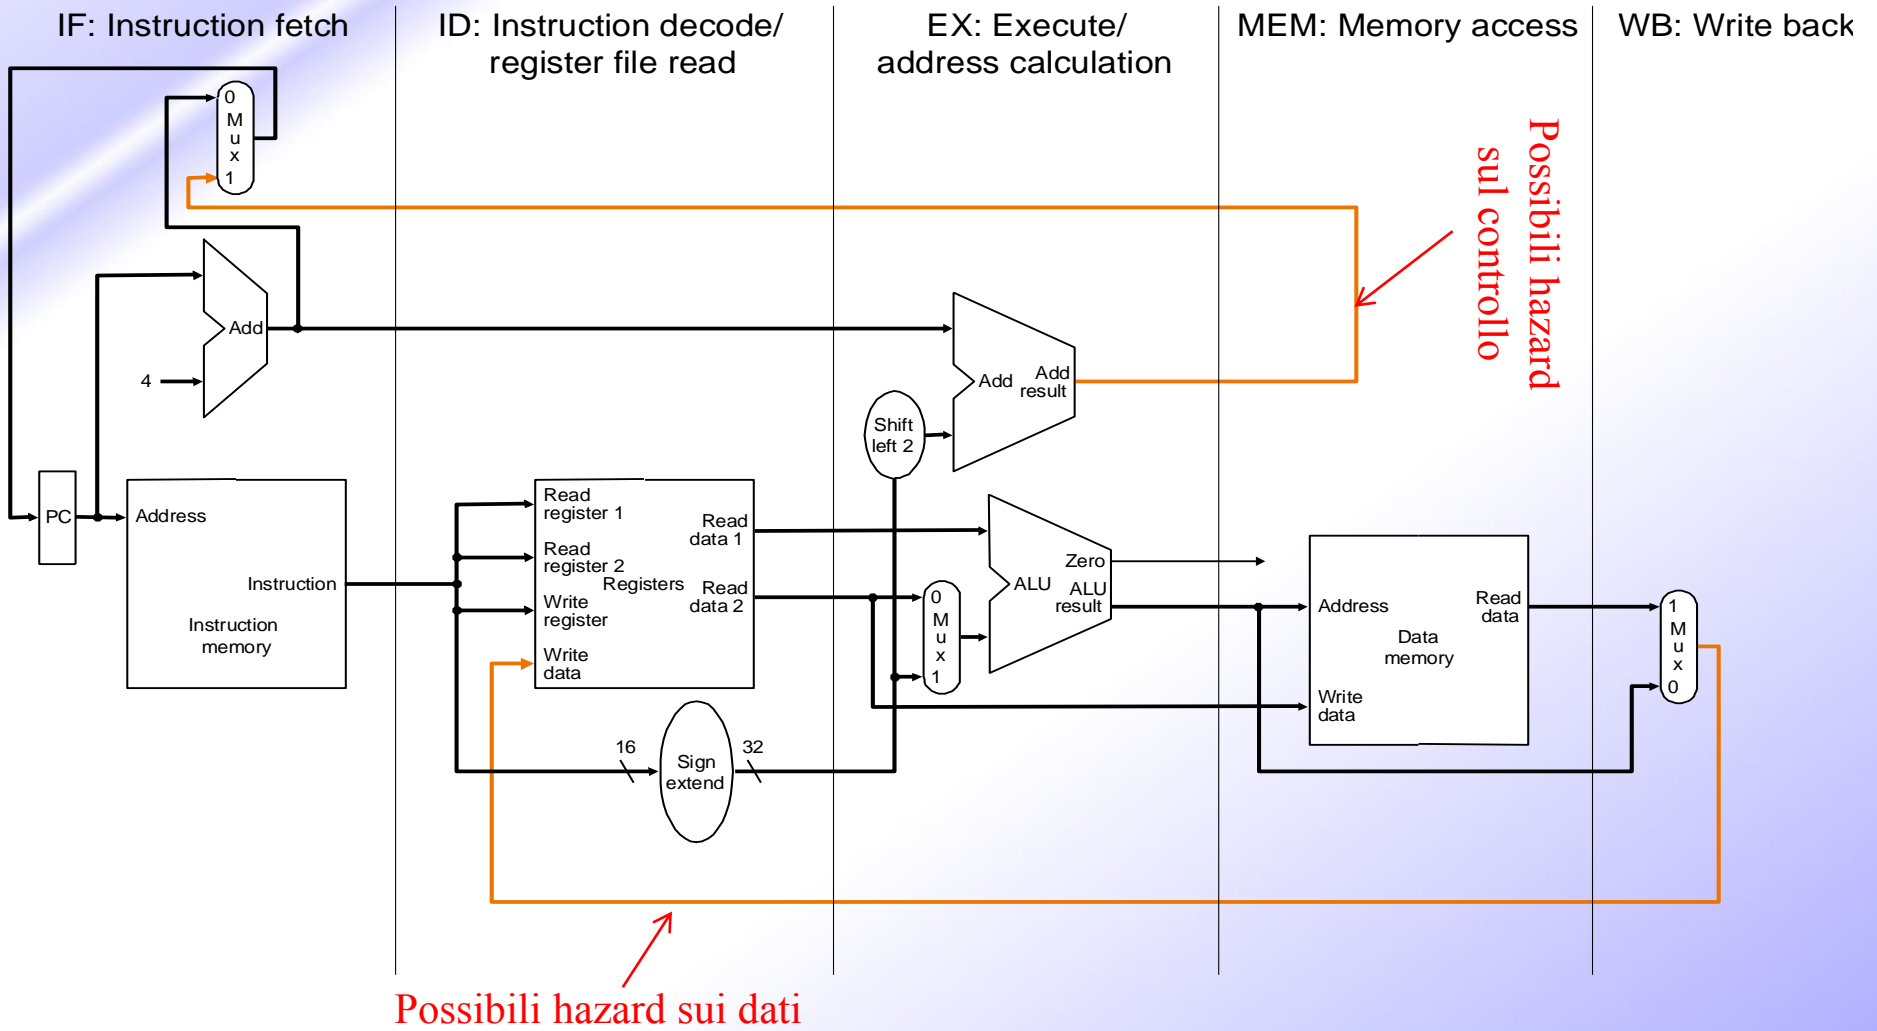 IF: Instruction fetch
ID: Instruction decode/
register file read
EX: Execute/
address calculation
MEM: Memory access
WB: Write back
0
M
u
x
1
Possibili hazard
sul controllo
Add
4
Add
Add
result
Shift
left 2
PC
Address
Instruction
Instruction
memory
Read
register 1
Read
register 2
Write
register
Write
data
Registers
Read
data 1
Read
data 2
0
M
u
x
1
Zero
ALU
ALU
result
Address
Read
data
Data
memory
Write
data
1
M
u
x
0
16
Sign
extend
32
Possibili hazard sui dati